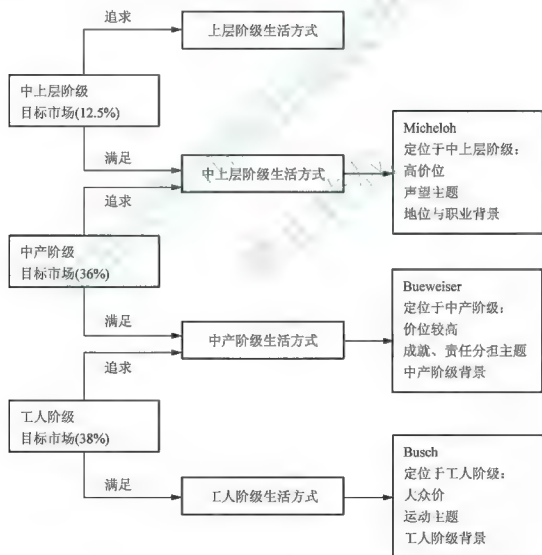 追求
上层阶级生活方式
中上层阶级
目标市场(12.5%)
满足
中上层阶级生活方式
Micheloh
定位于中上层阶级：
高价位
声望主题
地位与职业背景
追求
中产阶级
目标市场(36%)
满足
中产阶级生活方式
Bueweiser
定位于中产阶级：
价位较高
成就、责任分担主题
中产阶级背景
追求
工人阶级
目标市场(38%)
满足
工人阶级生活方式
Busch
定位于工人阶级：
大众价
运动主题
工人阶级背景